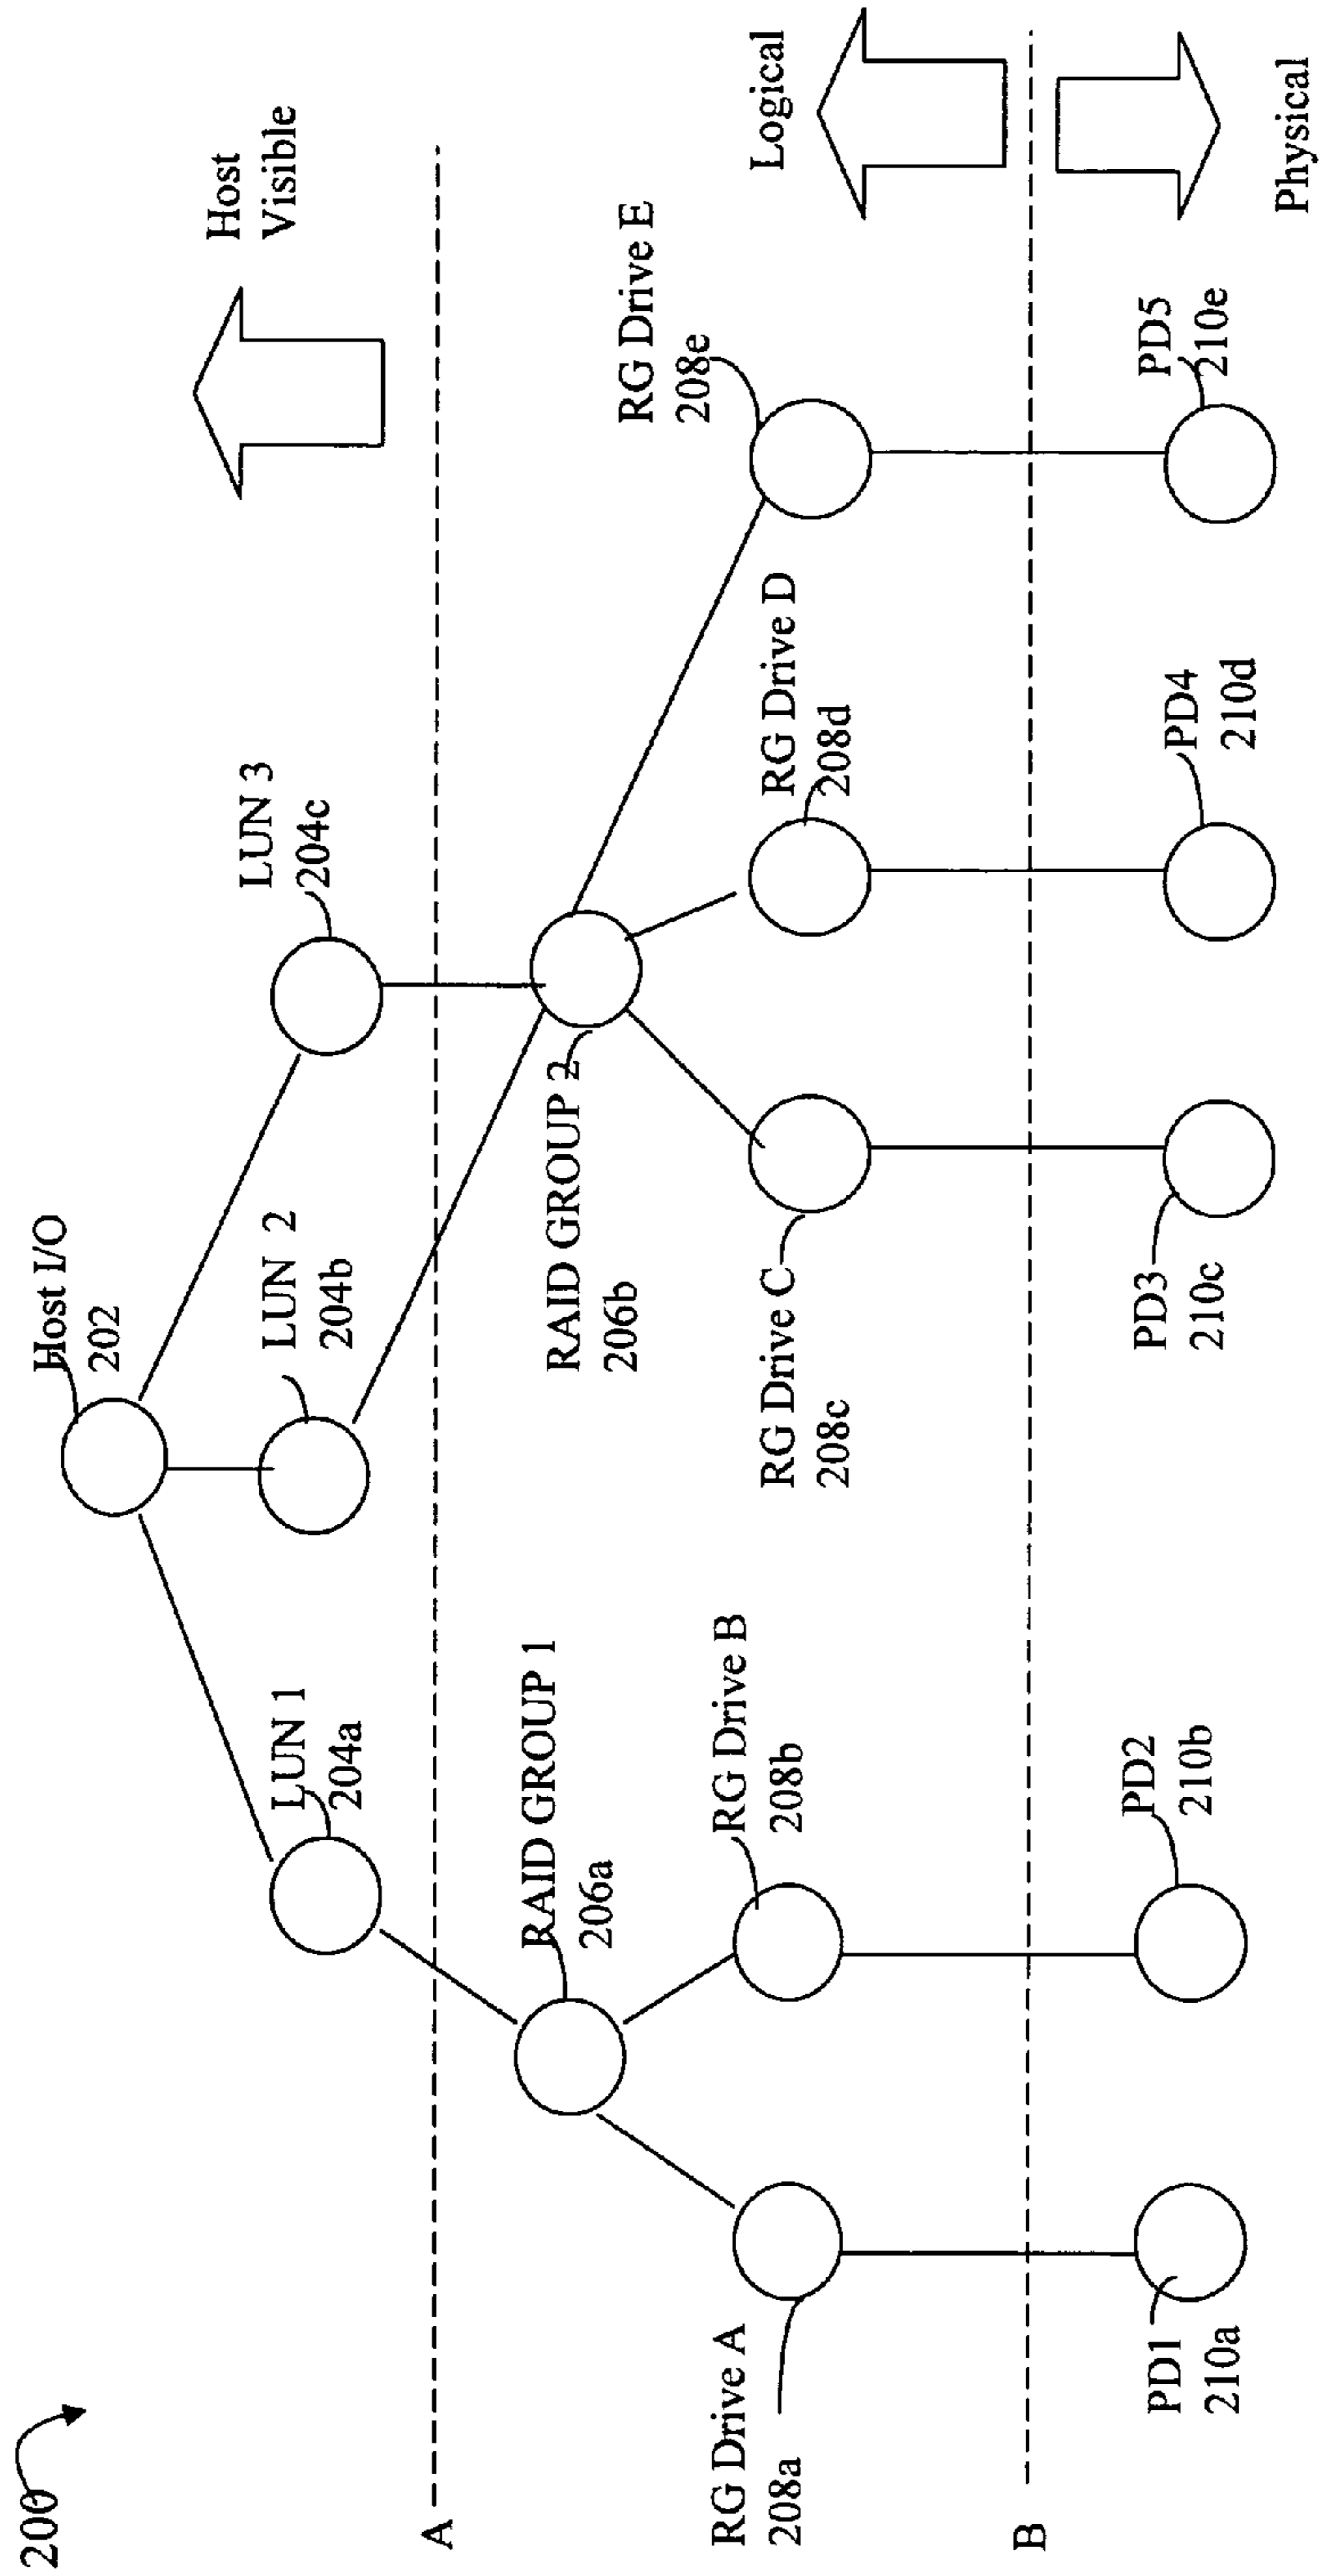 200
Host I/O
202
LUN 1
204a
LUN 2
204b
LUN 3
204c
Host
Visible
A
RAID GROUP 1
206a
RAID GROUP 2
206b
RG Drive A
208a
RG Drive B
208b
RG Drive C
208c
RG Drive D
208d
RG Drive E
208e
Logical
B
Physical
PD1
210a
PD2
210b
PD3
210c
PD4
210d
PD5
210e